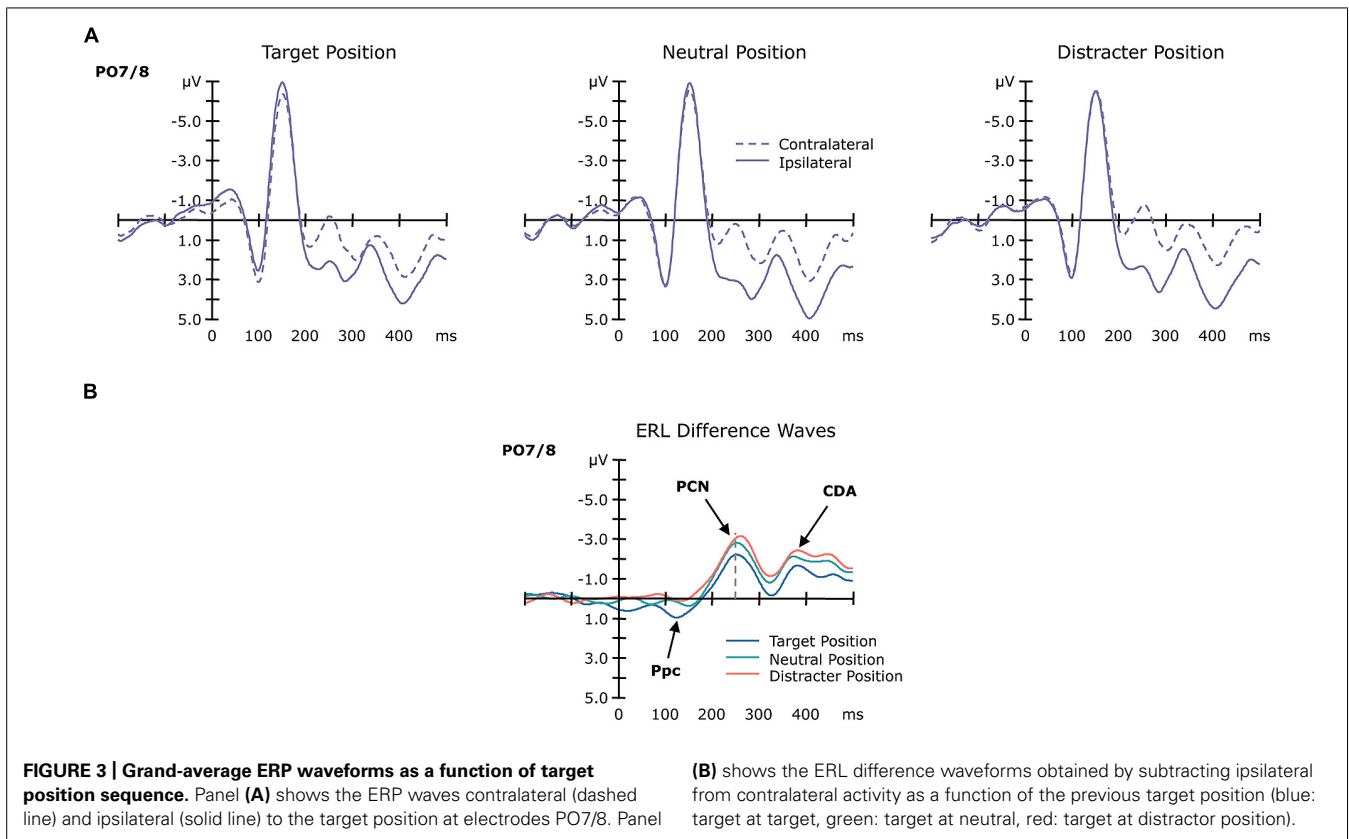 A
Target Position
PO7/8
µV
-5.0
-3.0
-1.0
1.0
3.0
5.0
0 100 200 300 400 ms
Neutral Position
µV
-5.0
-3.0
-1.0
1.0
3.0
5.0
0 100 200 300 400 ms
Contralateral
Ipsilateral
Distracter Position
µV
-5.0
-3.0
-1.0
1.0
3.0
5.0
0 100 200 300 400 ms
B
ERL Difference Waves
PO7/8
µV
-5.0
-3.0
-1.0
1.0
3.0
5.0
0 100 200 300 400 ms
PCN
CDA
Ppc
Target Position
Neutral Position
Distracter Position
FIGURE 3 | Grand-average ERP waveforms as a function of target
position sequence. Panel (A) shows the ERP waves contralateral (dashed
line) and ipsilateral (solid line) to the target position at electrodes PO7/8. Panel
(B) shows the ERL difference waveforms obtained by subtracting ipsilateral
from contralateral activity as a function of the previous target position (blue:
target at target, green: target at neutral, red: target at distractor position).